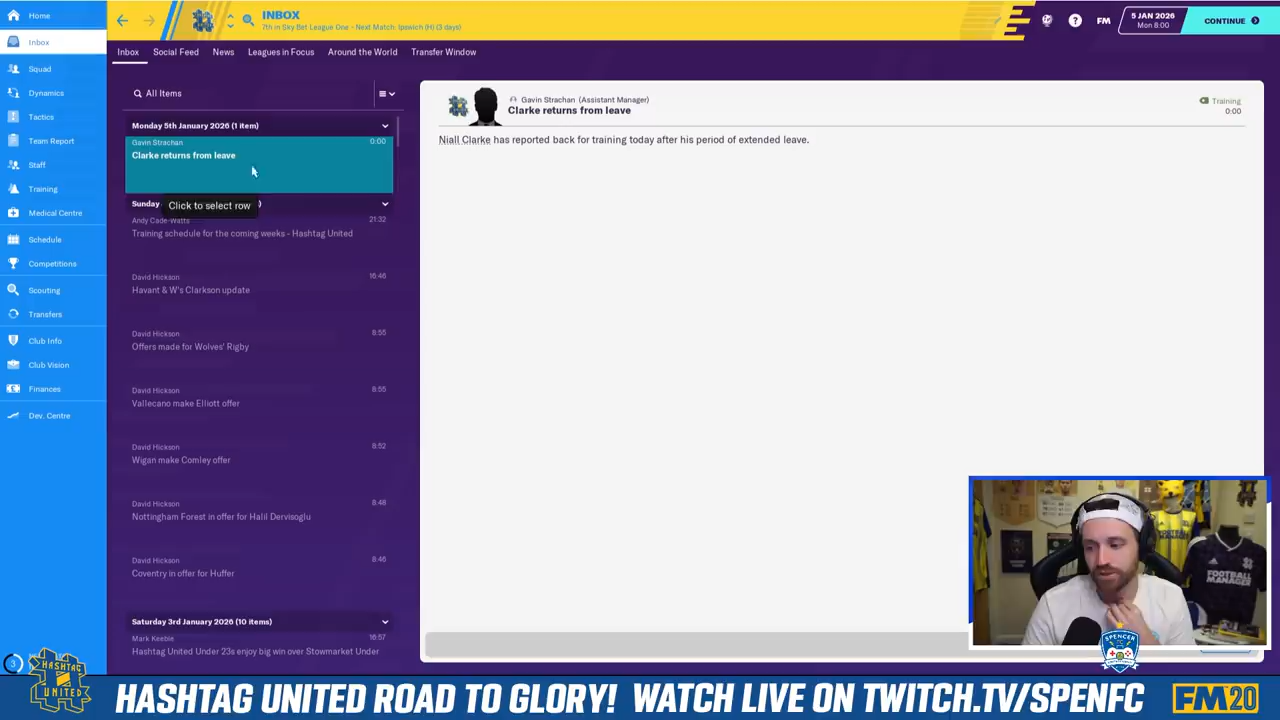 Home
Inbox
Squad
Dynamics
Tactics
Team Report
Staff
Training
Medical Centre
Schedule
Competitions
Scouting
Transfers
Club Info
Club Vision
Finances
Dev. Centre
INBOX
7th in Sky Bet League One - Next Match: Ipswich (H) (3 days)
FM
5 JAN 2026
Mon 8:00
CONTINUE
Inbox Social Feed News Leagues in Focus Around the World Transfer Window
All Items
Monday 5th January 2026 (1 item)
Gavin Strachan 0:00
Clarke returns from leave
Sunday
Click to select row
Andy Cade-Watts 21:32
Training schedule for the coming weeks - Hashtag United
David Hickson 16:46
Havant & W's Clarkson update
David Hickson 8:55
Offers made for Wolves' Rigby
David Hickson 8:55
Vallecano make Elliott offer
David Hickson 8:52
Wigan make Comley offer
David Hickson 8:48
Nottingham Forest in offer for Halil Dervisoglu
David Hickson 8:46
Coventry in offer for Huffer
Saturday 3rd January 2026 (10 items)
Mark Keeble 16:57
Hashtag United Under 23s enjoy big win over Stowmarket Under
Gavin Strachan (Assistant Manager)
Clarke returns from leave
Training
0:00
Niall Clarke has reported back for training today after his period of extended leave.
FOOTBALL
MANAGER
SPENCER
3
HASHTAG
UNITED
HASHTAG UNITED ROAD TO GLORY! WATCH LIVE ON TWITCH.TV/SPENFC
FM20